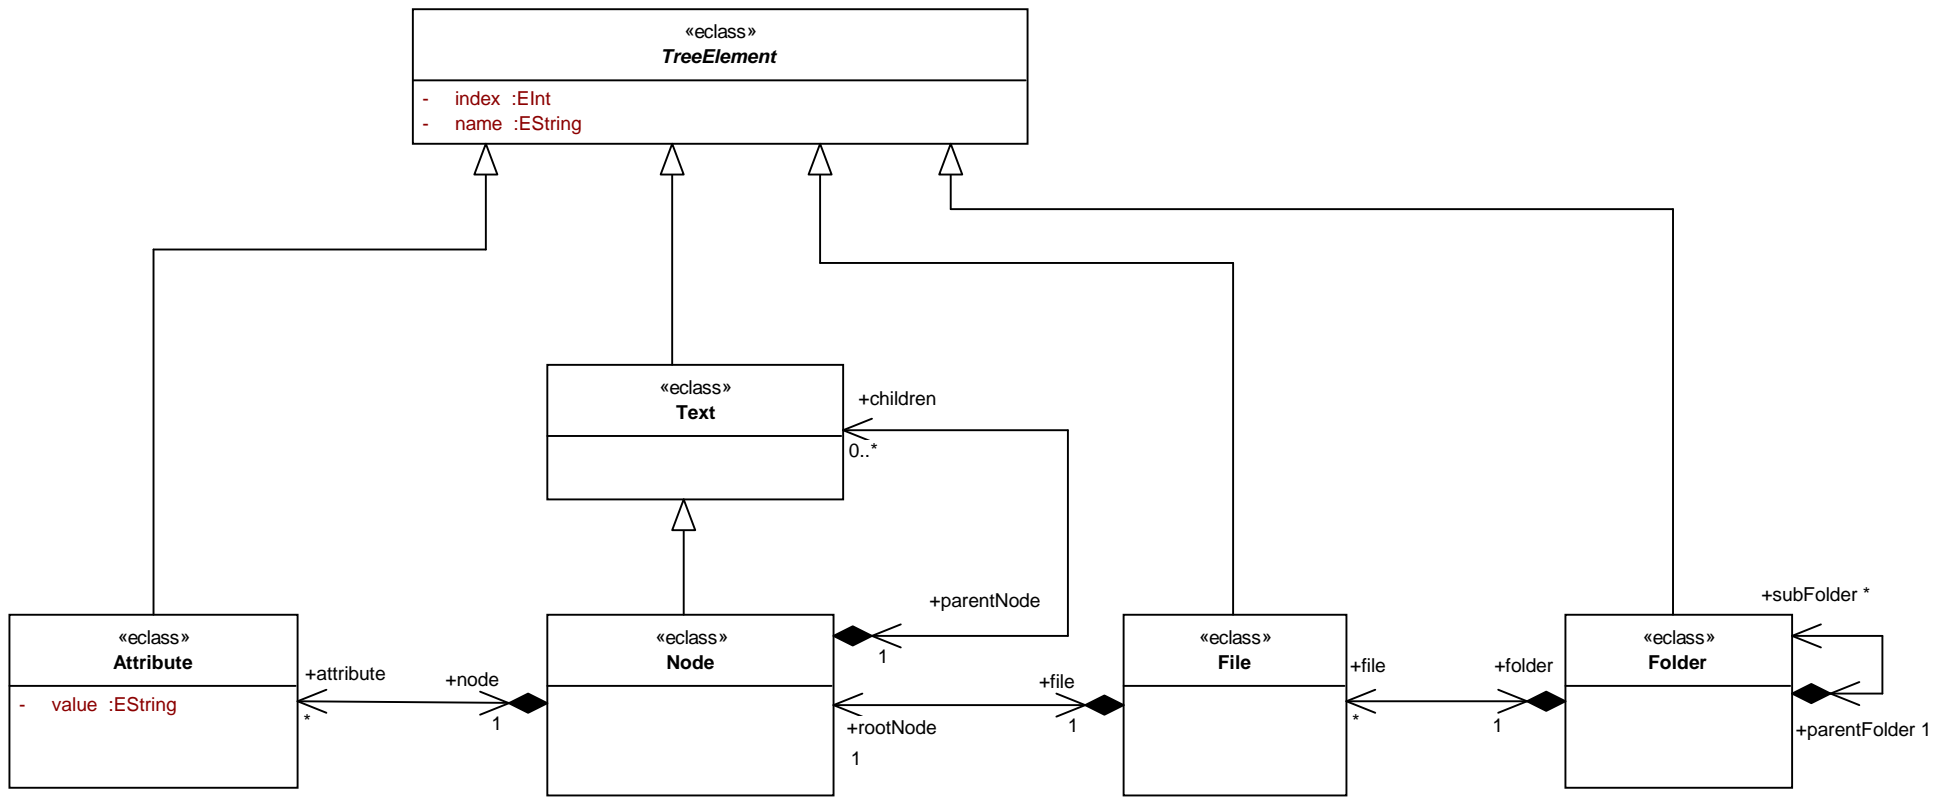 «eclass»
TreeElement
- index :EInt
- name :EString
«eclass»
Text
+children
0..*
+parentNode
1
+subFolder *
«eclass»
Attribute
- value :EString
+attribute
*
+node
1
«eclass»
Node
+rootNode
1
+file
1
«eclass»
File
+file
*
+folder
1
«eclass»
Folder
+parentFolder 1